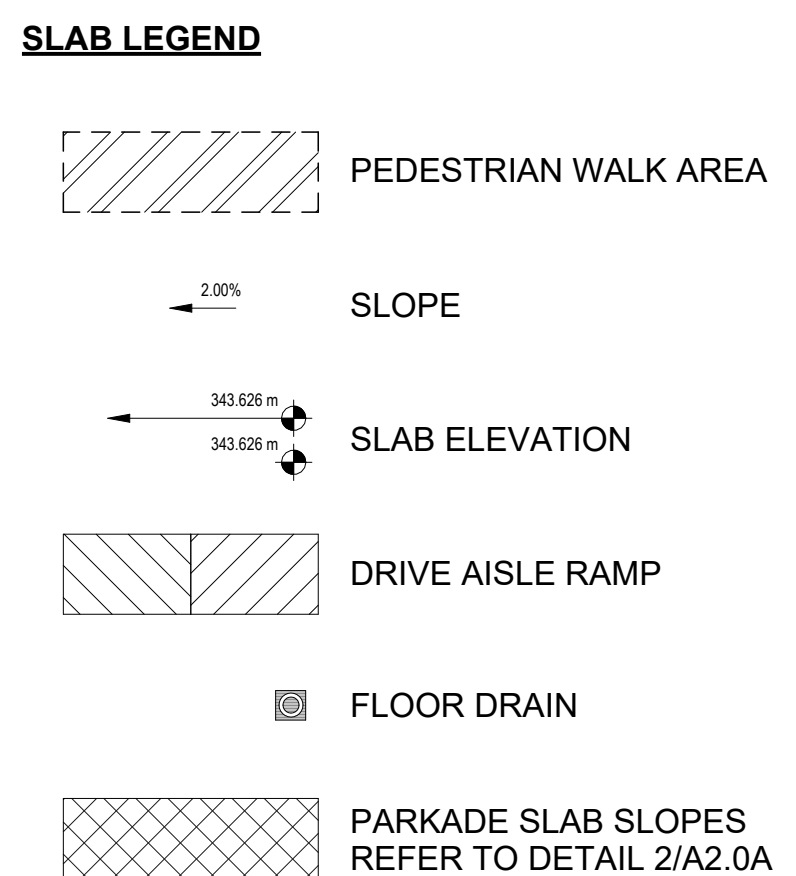 SLAB LEGEND
PEDESTRIAN WALK AREA
2.00%
SLOPE
343.626 m
343.626 m
SLAB ELEVATION
DRIVE AISLE RAMP
FLOOR DRAIN
PARKADE SLAB SLOPES
REFER TO DETAIL 2/A2.0A